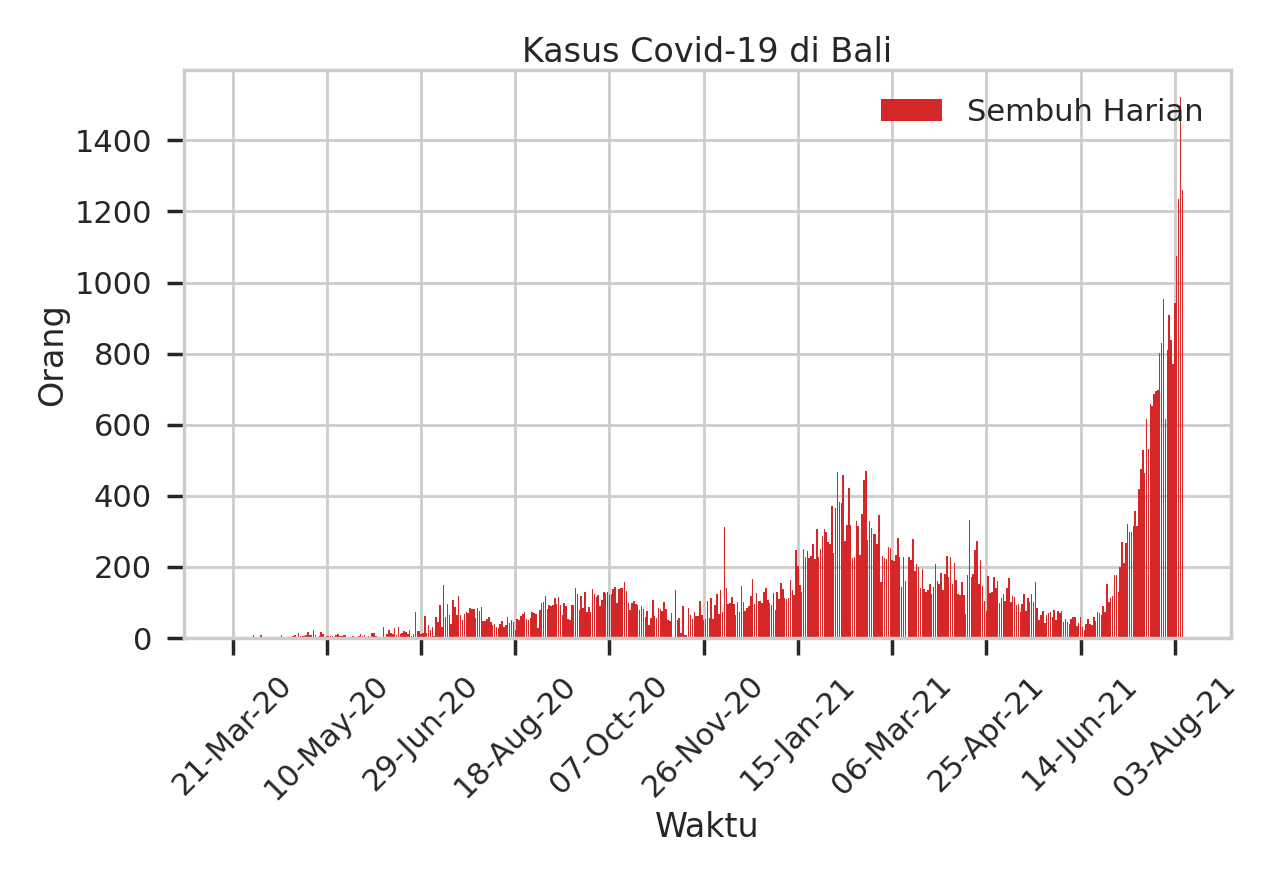 Kasus Covid-19 di Bali
Sembuh Harian
Orang
1400
1200
1000
800
600
400
200
0
21-Mar-20
10-May-20
29-Jun-20
18-Aug-20
07-Oct-20
26-Nov-20
15-Jan-21
06-Mar-21
25-Apr-21
14-Jun-21
03-Aug-21
Waktu